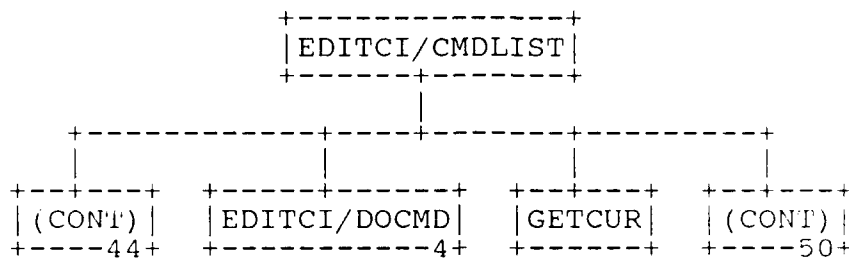 EDITCI/CMDLIST
(CONT) EDITCI/DOCMD GETCUR (CONT)
44 4 50